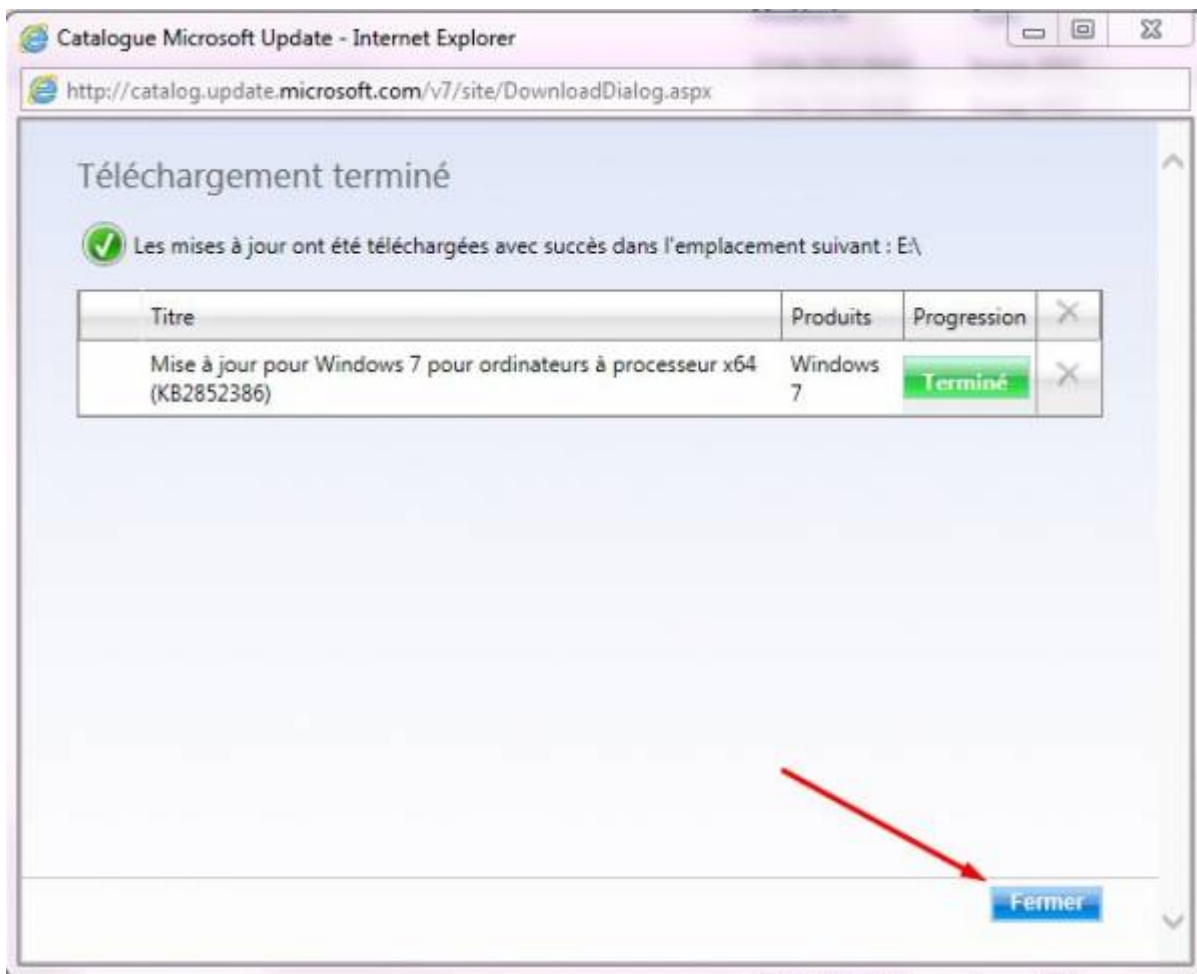 Catalogue Microsoft Update - Internet Explorer
http://catalog.update.microsoft.com/v7/site/DownloadDialog.aspx
Téléchargement terminé
Les mises à jour ont été téléchargées avec succès dans l'emplacement suivant : E:\
Titre Produits Progression
Mise à jour pour Windows 7 pour ordinateurs à processeur x64 Windows
(KB2852386) 7 Terminé
Fermer